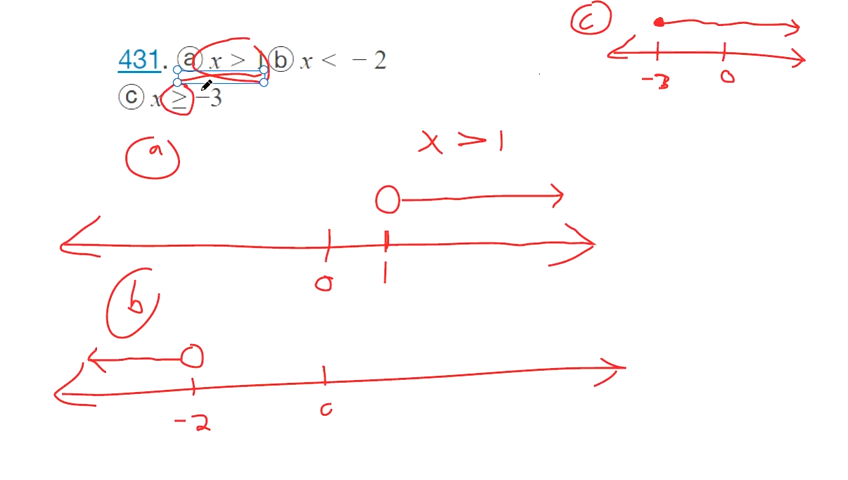 431. ⓐ x > 1 ⓑ x < −2
ⓒ x ≥ −3
ⓒ
-3 0
a
x > 1
0 1
b
-2 0